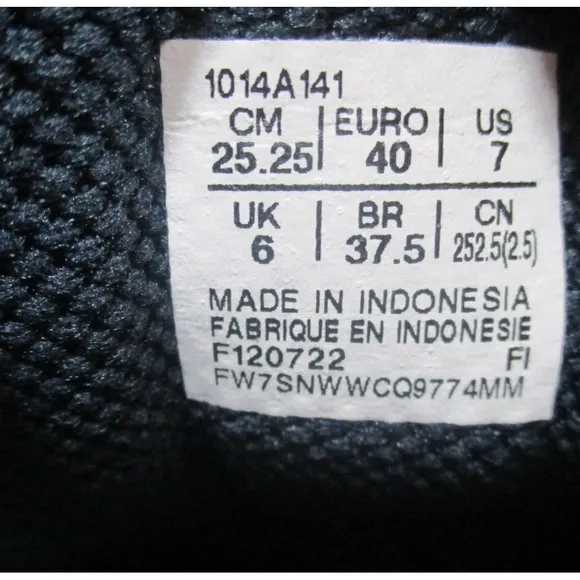 1014A141
CM | EURO | US
25.25 | 40 | 7
UK | BR | CN
6 | 37.5 | 252.5(2.5)
MADE IN INDONESIA
FABRIQUE EN INDONESIE
F120722 FI
FW7SNWWCQ9774MM